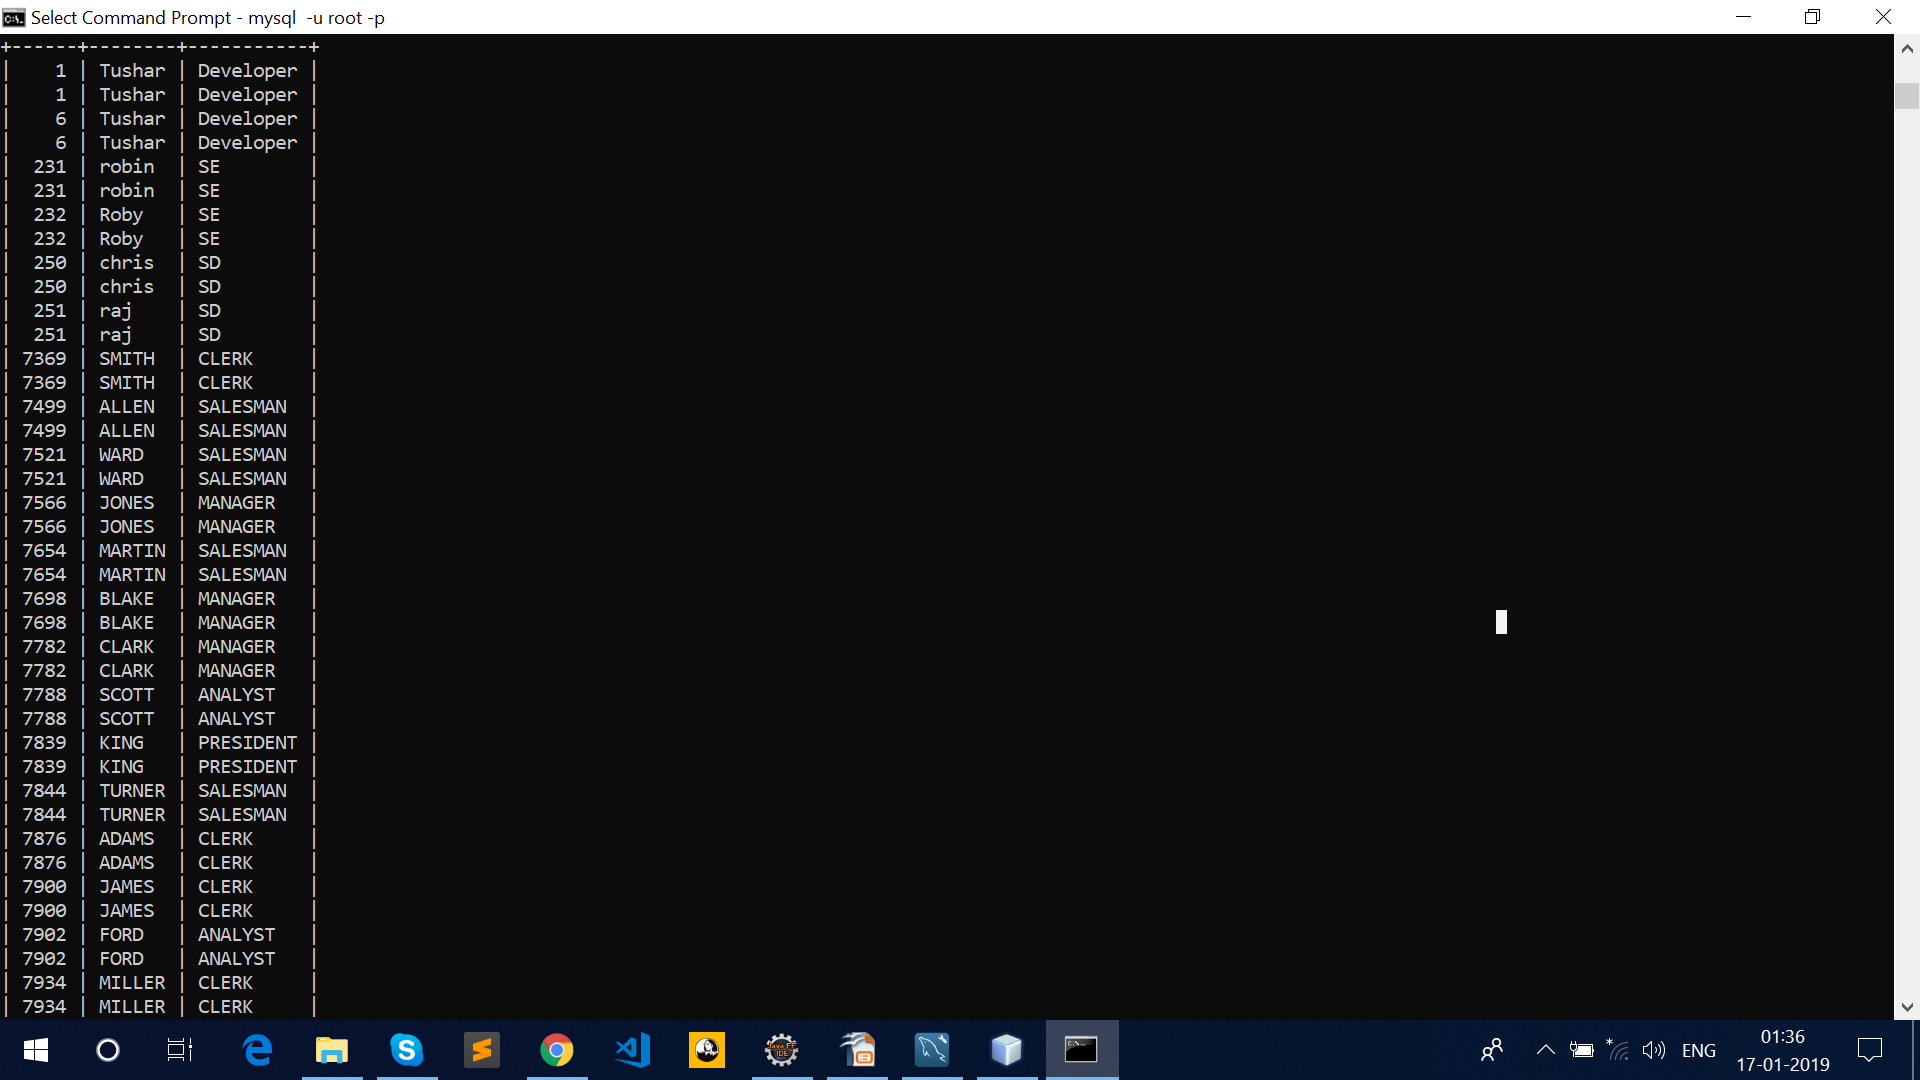 Select Command Prompt - mysql  -u root -p
+------+--------+-----------+
|    1 | Tushar | Developer |
|    1 | Tushar | Developer |
|    6 | Tushar | Developer |
|    6 | Tushar | Developer |
|  231 | robin  | SE        |
|  231 | robin  | SE        |
|  232 | Roby   | SE        |
|  232 | Roby   | SE        |
|  250 | chris  | SD        |
|  250 | chris  | SD        |
|  251 | raj    | SD        |
|  251 | raj    | SD        |
| 7369 | SMITH  | CLERK     |
| 7369 | SMITH  | CLERK     |
| 7499 | ALLEN  | SALESMAN  |
| 7499 | ALLEN  | SALESMAN  |
| 7521 | WARD   | SALESMAN  |
| 7521 | WARD   | SALESMAN  |
| 7566 | JONES  | MANAGER   |
| 7566 | JONES  | MANAGER   |
| 7654 | MARTIN | SALESMAN  |
| 7654 | MARTIN | SALESMAN  |
| 7698 | BLAKE  | MANAGER   |
| 7698 | BLAKE  | MANAGER   |
| 7782 | CLARK  | MANAGER   |
| 7782 | CLARK  | MANAGER   |
| 7788 | SCOTT  | ANALYST   |
| 7788 | SCOTT  | ANALYST   |
| 7839 | KING   | PRESIDENT |
| 7839 | KING   | PRESIDENT |
| 7844 | TURNER | SALESMAN  |
| 7844 | TURNER | SALESMAN  |
| 7876 | ADAMS  | CLERK     |
| 7876 | ADAMS  | CLERK     |
| 7900 | JAMES  | CLERK     |
| 7900 | JAMES  | CLERK     |
| 7902 | FORD   | ANALYST   |
| 7902 | FORD   | ANALYST   |
| 7934 | MILLER | CLERK     |
| 7934 | MILLER | CLERK     |
ENG
01:36
17-01-2019